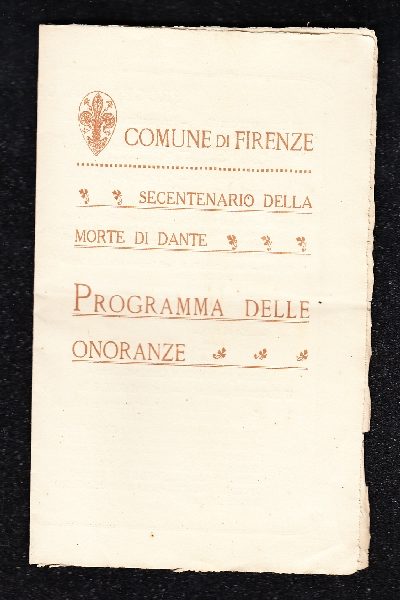 COMUNE DI FIRENZE
SECENTENARIO DELLA
MORTE DI DANTE
PROGRAMMA DELLE
ONORANZE